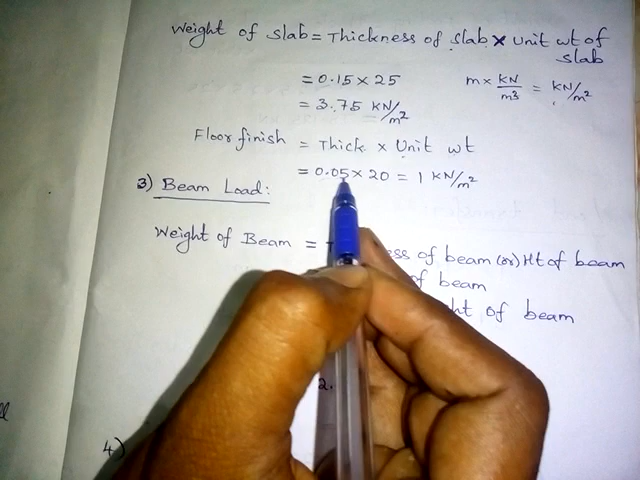 Weight of slab = Thickness of slab × Unit wt of slab
= 0.15 × 25 m × KN/m3 = KN/m2
= 3.75 KN/m2
Floor finish = Thick × Unit wt
= 0.05 × 20 = 1 KN/m2
3) Beam Load:
Weight of Beam = of beam (or) Ht of beam
of beam
of beam
2.
4)